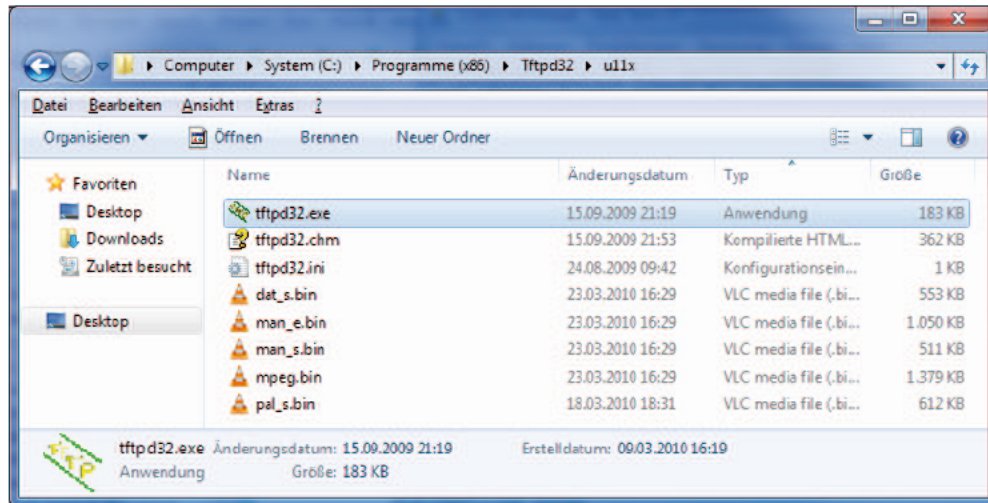 Computer ▸ System (C:) ▸ Programme (x86) ▸ Tftpd32 ▸ u11x
Datei Bearbeiten Ansicht Extras ?
Organisieren Öffnen Brennen Neuer Ordner
Favoriten
Desktop
Downloads
Zuletzt besucht
Desktop
Name Änderungsdatum Typ Größe
tftpd32.exe 15.09.2009 21:19 Anwendung 183 KB
tftpd32.chm 15.09.2009 21:53 Kompilierte HTML... 362 KB
tftpd32.ini 24.08.2009 09:42 Konfigurationsein... 1 KB
dat_s.bin 23.03.2010 16:29 VLC media file (.bi... 553 KB
man_e.bin 23.03.2010 16:29 VLC media file (.bi... 1.050 KB
man_s.bin 23.03.2010 16:29 VLC media file (.bi... 511 KB
mpeg.bin 23.03.2010 16:29 VLC media file (.bi... 1.379 KB
pal_s.bin 18.03.2010 18:31 VLC media file (.bi... 612 KB
tftpd32.exe Änderungsdatum: 15.09.2009 21:19 Erstelldatum: 09.03.2010 16:19
Anwendung Größe: 183 KB
TFTP